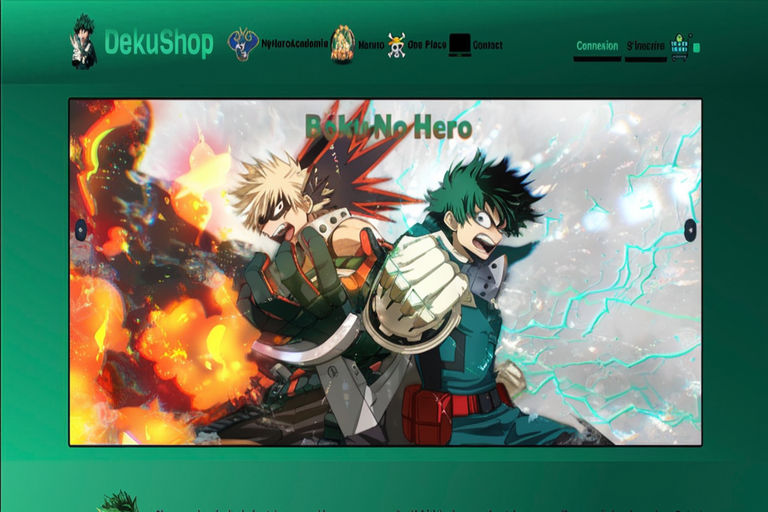 DekuShop
MyHeroAcademia
Naruto
One Piece
Contact
Connexion
S'inscrire
Boku No Hero